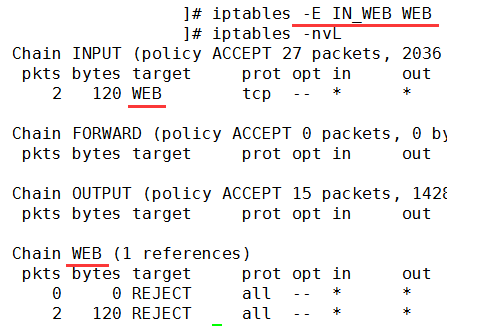 ]# iptables -E IN_WEB WEB
]# iptables -nvL
Chain INPUT (policy ACCEPT 27 packets, 2036
pkts bytes target prot opt in out
2 120 WEB tcp -- * *
Chain FORWARD (policy ACCEPT 0 packets, 0 by
pkts bytes target prot opt in out
Chain OUTPUT (policy ACCEPT 15 packets, 1428
pkts bytes target prot opt in out
Chain WEB (1 references)
pkts bytes target prot opt in out
0 0 REJECT all -- * *
2 120 REJECT all -- * *